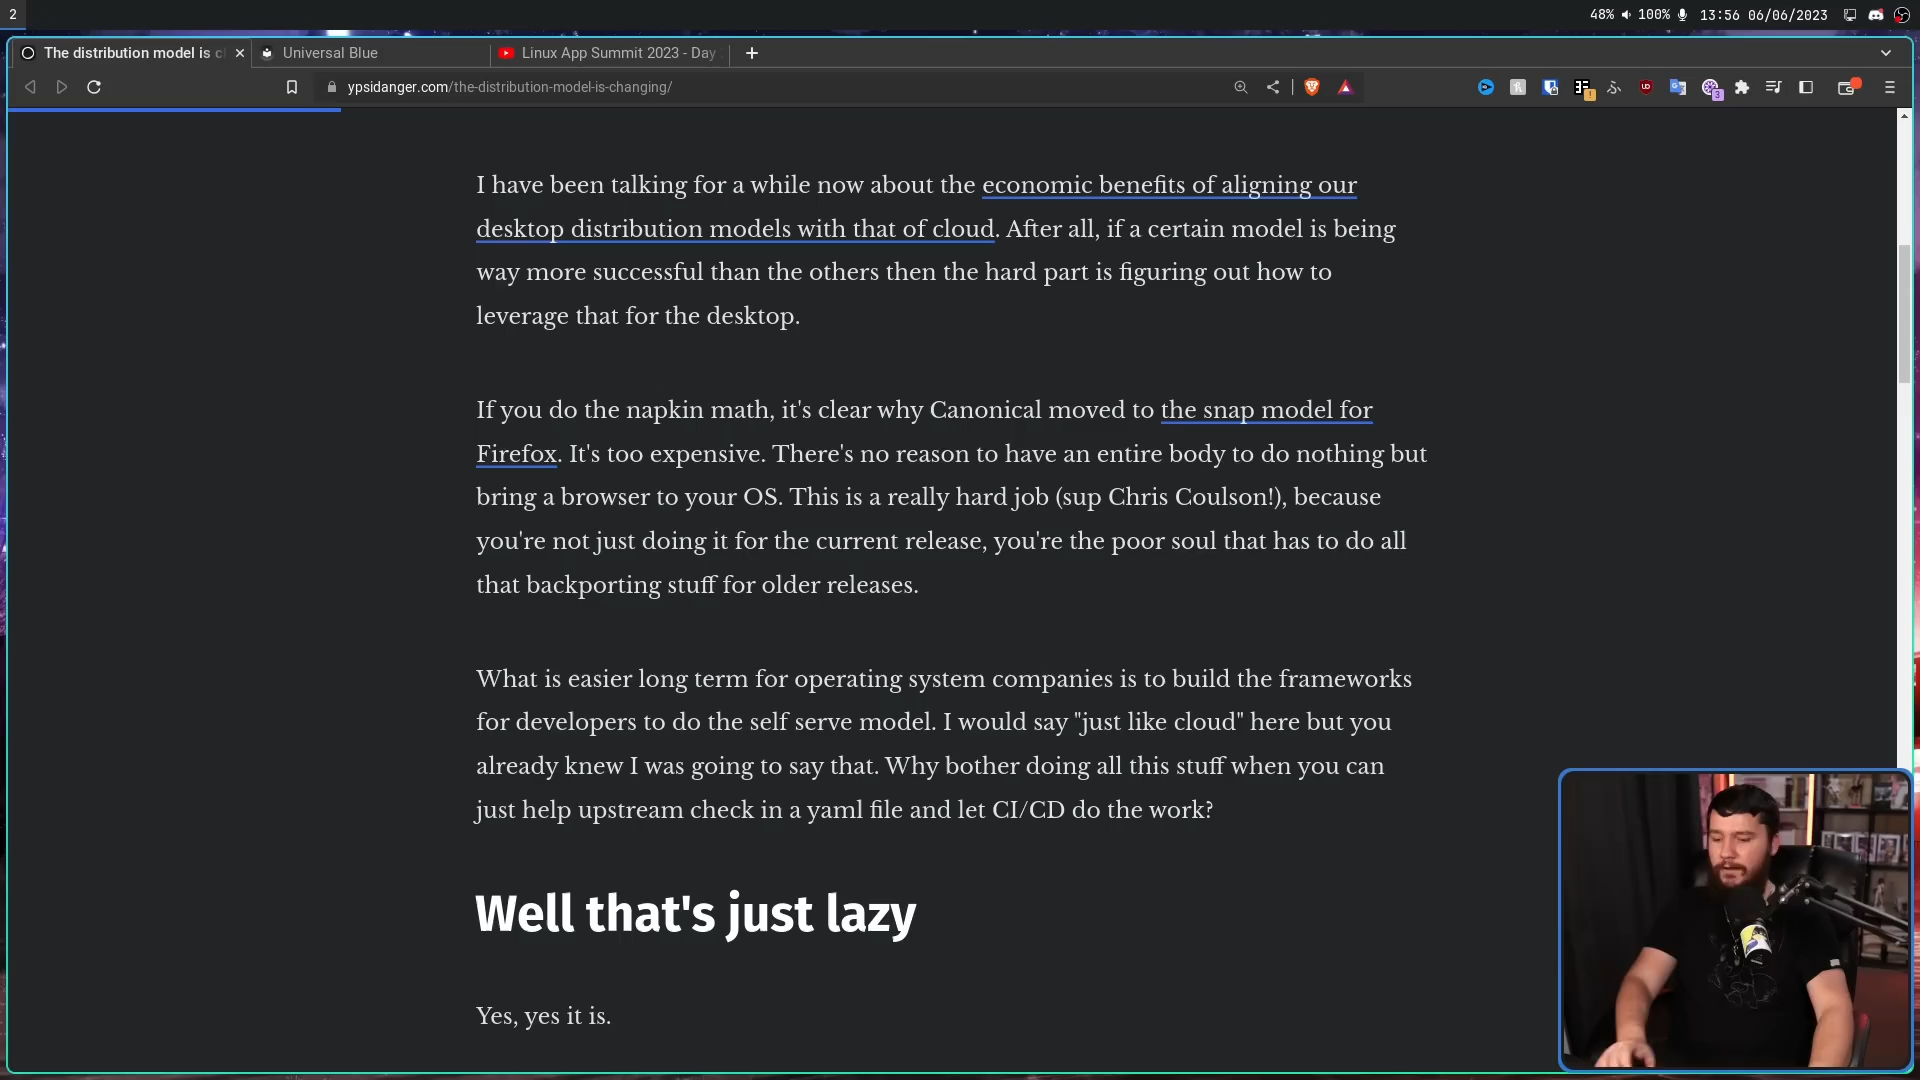 2
48% 100% 13:56 06/06/2023
The distribution model is c
Universal Blue
Linux App Summit 2023 - Day
ypsidanger.com/the-distribution-model-is-changing/
I have been talking for a while now about the economic benefits of aligning our
desktop distribution models with that of cloud. After all, if a certain model is being
way more successful than the others then the hard part is figuring out how to
leverage that for the desktop.
If you do the napkin math, it's clear why Canonical moved to the snap model for
Firefox. It's too expensive. There's no reason to have an entire body to do nothing but
bring a browser to your OS. This is a really hard job (sup Chris Coulson!), because
you're not just doing it for the current release, you're the poor soul that has to do all
that backporting stuff for older releases.
What is easier long term for operating system companies is to build the frameworks
for developers to do the self serve model. I would say "just like cloud" here but you
already knew I was going to say that. Why bother doing all this stuff when you can
just help upstream check in a yaml file and let CI/CD do the work?
Well that's just lazy
Yes, yes it is.